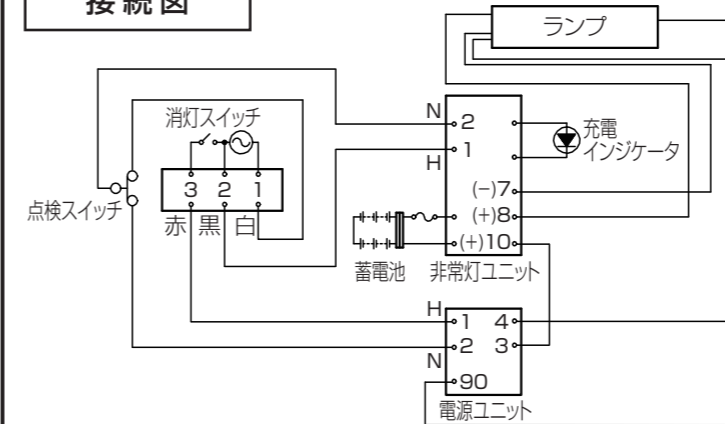 接続図
ランプ
消灯スイッチ
3 2 1
赤 黒 白
点検スイッチ
N
2
1
H
充電
インジケータ
(−)7
(+)8
(+)10
蓄電池
非常灯ユニット
H
1 4
2 3
N
90
電源ユニット